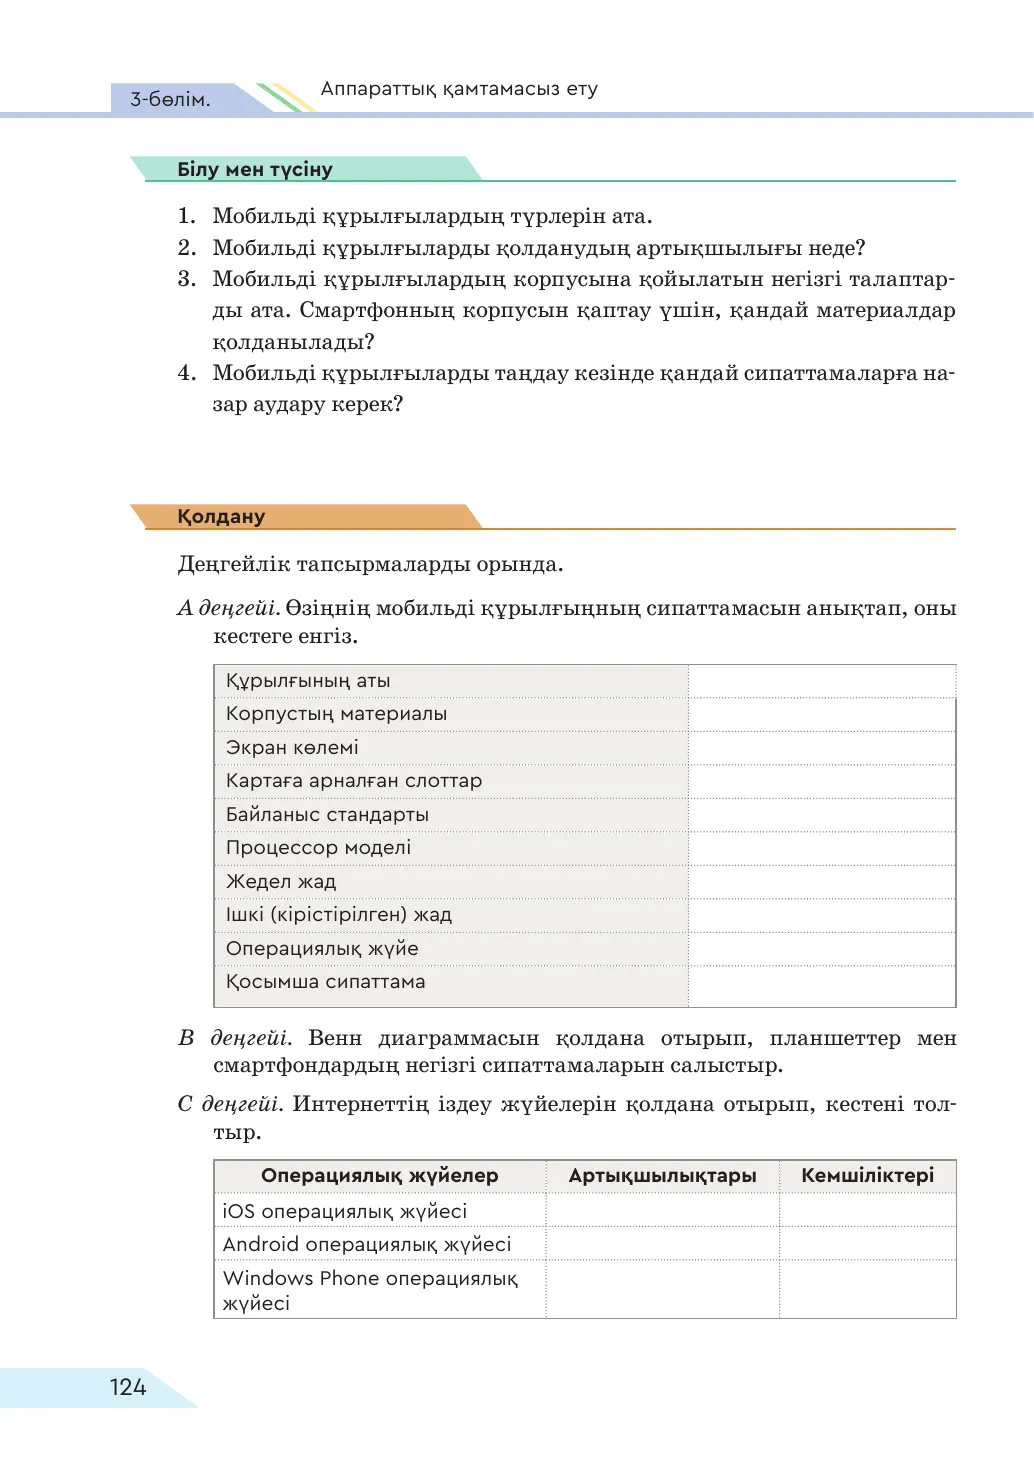 3-бөлім.
Аппараттық қамтамасыз ету
Білу мен түсіну
1. Мобильді құрылғылардың түрлерін ата.
2. Мобильді құрылғыларды қолданудың артықшылығы неде?
3. Мобильді құрылғылардың корпусына қойылатын негізгі талаптар-
ды ата. Смартфонның корпусын қаптау үшін, қандай материалдар
қолданылады?
4. Мобильді құрылғыларды таңдау кезінде қандай сипаттамаларға на-
зар аудару керек?
Қолдану
Деңгейлік тапсырмаларды орында.
А деңгейі. Өзіңнің мобильді құрылғыңның сипаттамасын анықтап, оны
кестеге енгіз.
Құрылғының аты
Корпустың материалы
Экран көлемі
Картаға арналған слоттар
Байланыс стандарты
Процессор моделі
Жедел жад
Ішкі (кірістірілген) жад
Операциялық жүйе
Қосымша сипаттама
В деңгейі. Венн диаграммасын қолдана отырып, планшеттер мен
смартфондардың негізгі сипаттамаларын салыстыр.
С деңгейі. Интернеттің іздеу жүйелерін қолдана отырып, кестені тол-
тыр.
Операциялық жүйелер Артықшылықтары Кемшіліктері
iOS операциялық жүйесі
Android операциялық жүйесі
Windows Phone операциялық
жүйесі
124